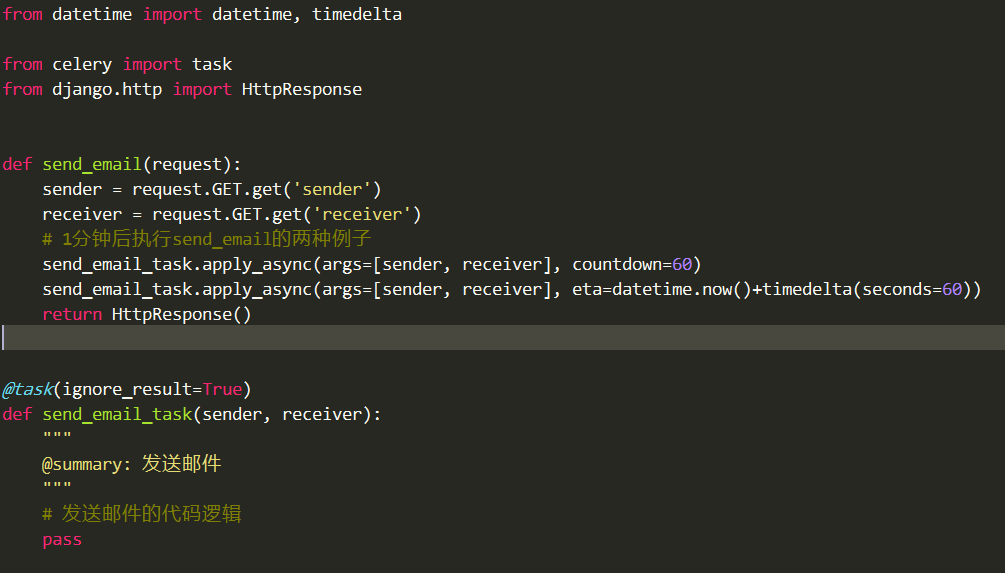 from datetime import datetime, timedelta
from celery import task
from django.http import HttpResponse
def send_email(request):
    sender = request.GET.get('sender')
    receiver = request.GET.get('receiver')
    # 1分钟后执行send_email的两种例子
    send_email_task.apply_async(args=[sender, receiver], countdown=60)
    send_email_task.apply_async(args=[sender, receiver], eta=datetime.now()+timedelta(seconds=60))
    return HttpResponse()
@task(ignore_result=True)
def send_email_task(sender, receiver):
    """
    @summary: 发送邮件
    """
    # 发送邮件的代码逻辑
    pass